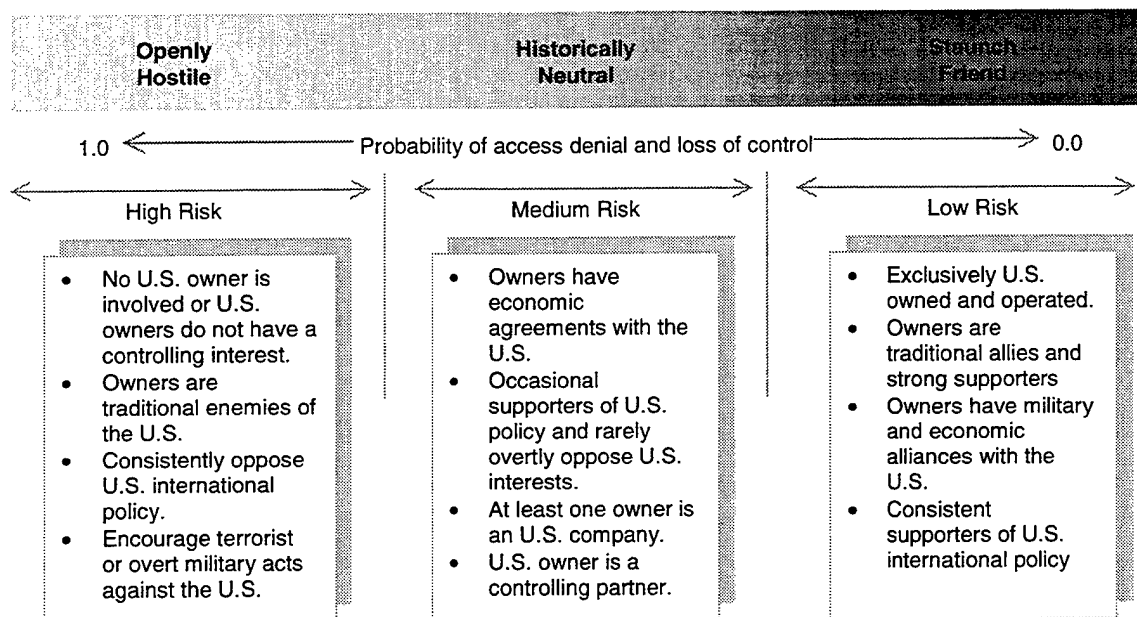 Openly
Hostile
Historically
Neutral
Staunch
Friend
1.0
Probability of access denial and loss of control
0.0
High Risk
Medium Risk
Low Risk
• No U.S. owner is
involved or U.S.
owners do not have a
controlling interest.
• Owners are
traditional enemies of
the U.S.
• Consistently oppose
U.S. international
policy.
• Encourage terrorist
or overt military acts
against the U.S.
• Owners have
economic
agreements with the
U.S.
• Occasional
supporters of U.S.
policy and rarely
overtly oppose U.S.
interests.
• At least one owner is
an U.S. company.
• U.S. owner is a
controlling partner.
• Exclusively U.S.
owned and operated.
• Owners are
traditional allies and
strong supporters
• Owners have military
and economic
alliances with the
U.S.
• Consistent
supporters of U.S.
international policy